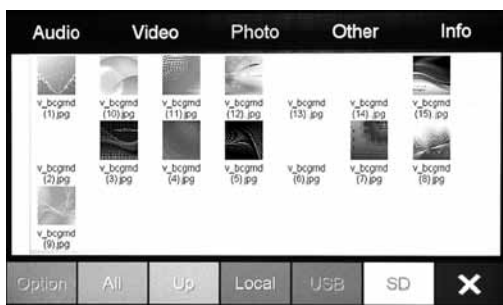 Audio Video Photo Other Info
v_bcgrnd v_bcgrnd v_bcgrnd v_bcgrnd v_bcgrnd v_bcgrnd v_bcgrnd
(1).jpg (10).jpg (11).jpg (12).jpg (13).jpg (14).jpg (15).jpg
v_bcgrnd v_bcgrnd v_bcgrnd v_bcgrnd v_bcgrnd v_bcgrnd v_bcgrnd
(2).jpg (3).jpg (4).jpg (5).jpg (6).jpg (7).jpg (8).jpg
v_bcgrnd
(9).jpg
Option All Up Local USB SD